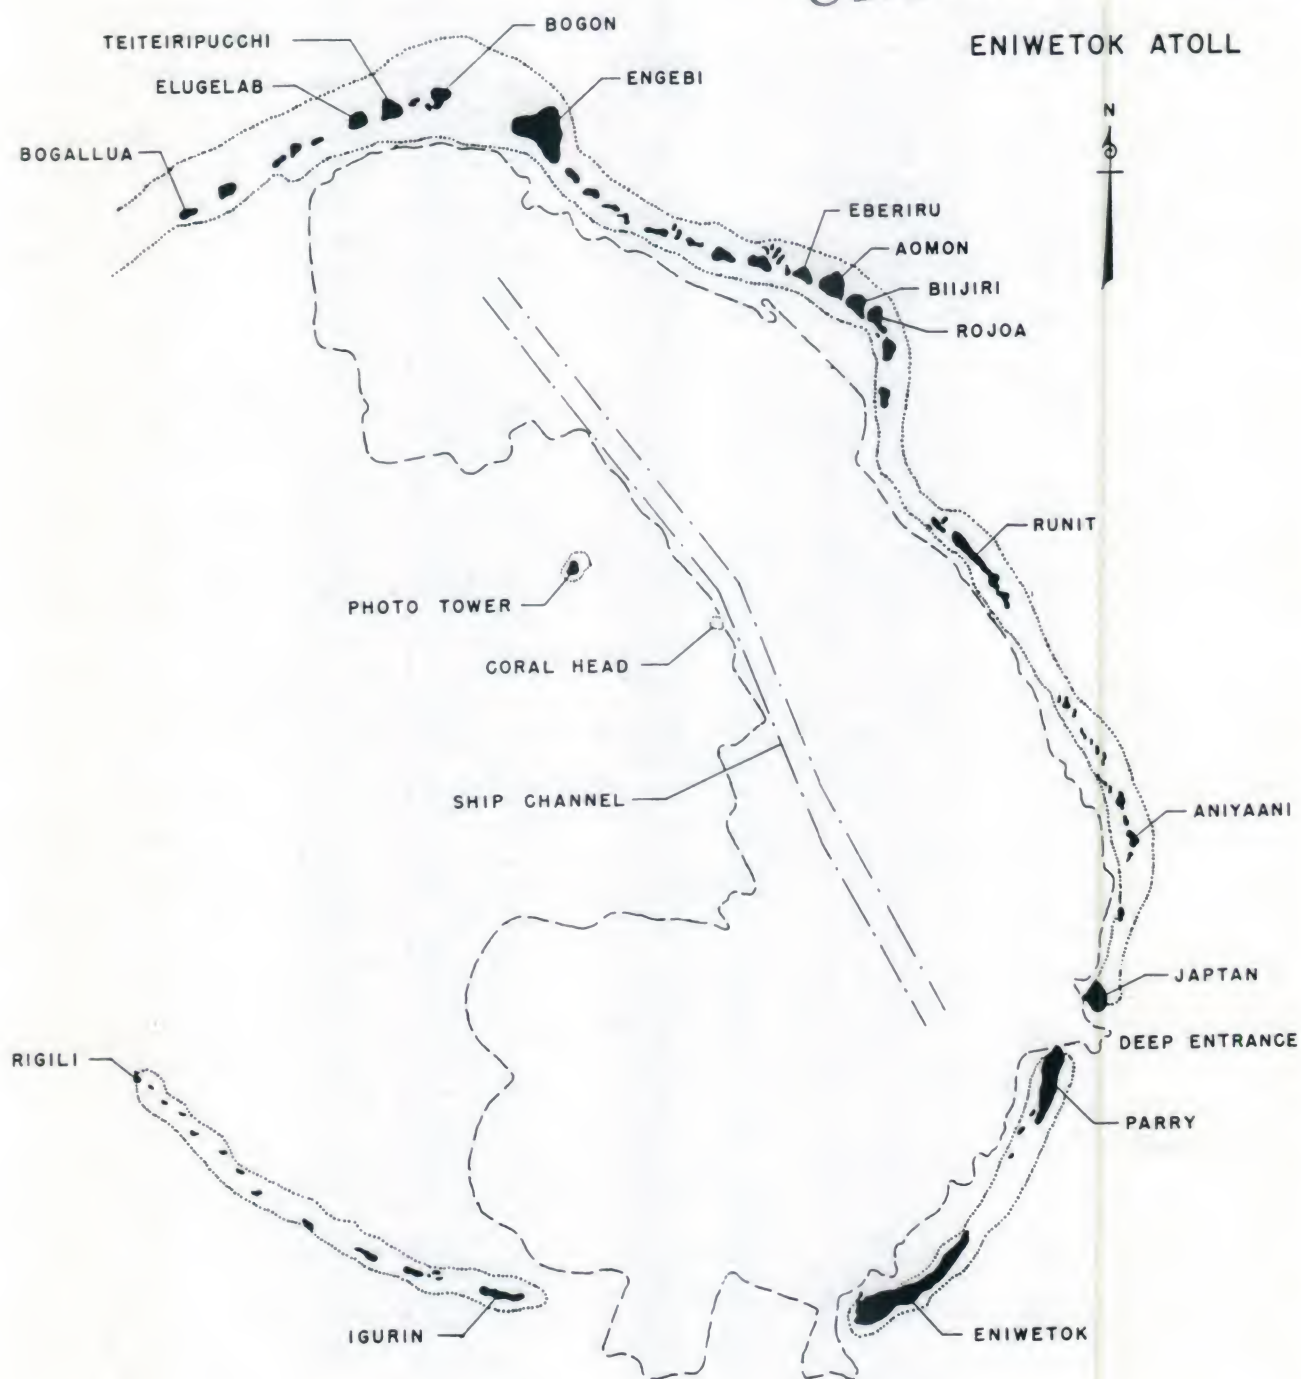 ENIWETOK ATOLL
BOGON
TEITEIRIPUCCHI
ENGEBI
ELUGELAB
N
BOGALLUA
EBERIRU
AOMON
BIIJIRI
ROJOA
RUNIT
PHOTO TOWER
CORAL HEAD
SHIP CHANNEL
ANIYAANI
JAPTAN
DEEP ENTRANCE
RIGILI
PARRY
ENIWETOK
IGURIN